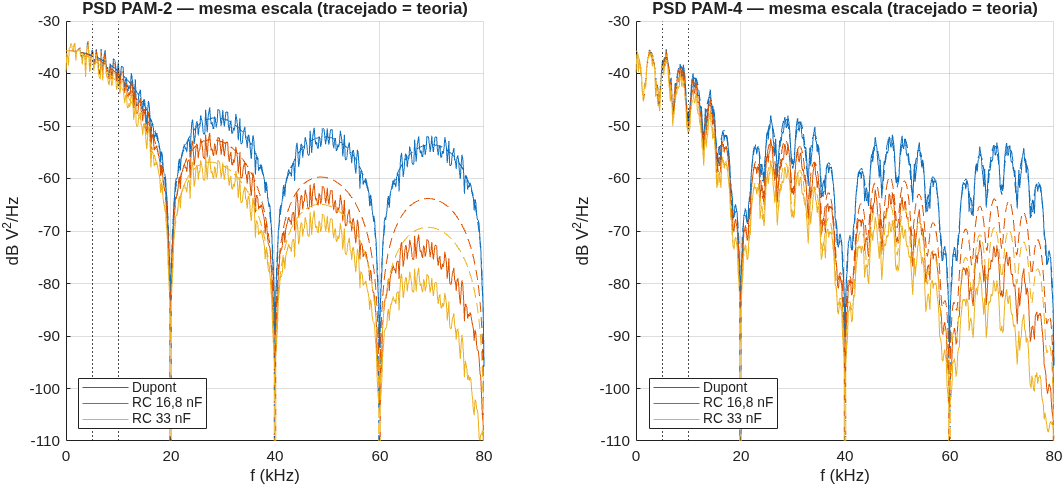 PSD PAM-2 — mesma escala (tracejado = teoria)
-30
-40
-50
-60
-70
-80
-90
-100
-110
dB V²/Hz
Dupont
RC 16,8 nF
RC 33 nF
0
20
40
60
80
f (kHz)
PSD PAM-4 — mesma escala (tracejado = teoria)
-30
-40
-50
-60
-70
-80
-90
-100
-110
dB V²/Hz
Dupont
RC 16,8 nF
RC 33 nF
0
20
40
60
80
f (kHz)